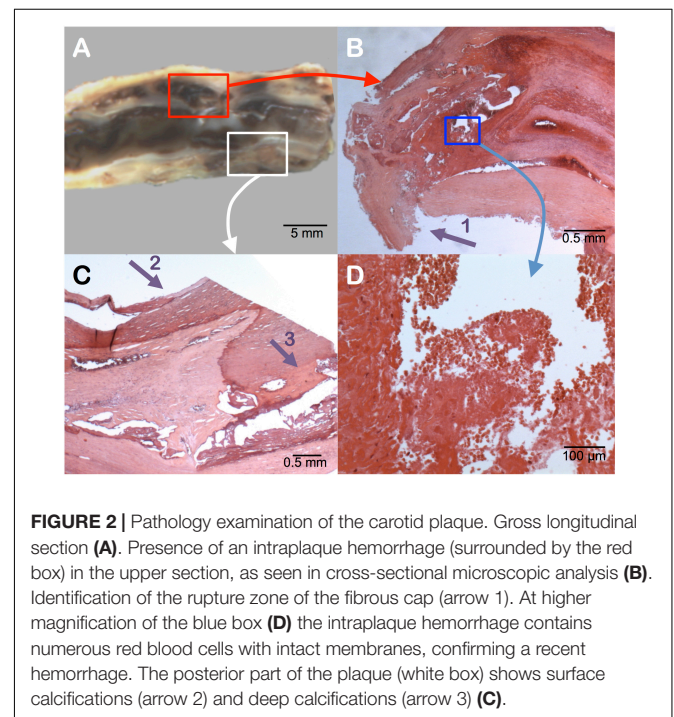 A
B
5 mm
1
0.5 mm
C
2
3
0.5 mm
D
100 µm
FIGURE 2 | Pathology examination of the carotid plaque. Gross longitudinal
section (A). Presence of an intraplaque hemorrhage (surrounded by the red
box) in the upper section, as seen in cross-sectional microscopic analysis (B).
Identification of the rupture zone of the fibrous cap (arrow 1). At higher
magnification of the blue box (D) the intraplaque hemorrhage contains
numerous red blood cells with intact membranes, confirming a recent
hemorrhage. The posterior part of the plaque (white box) shows surface
calcifications (arrow 2) and deep calcifications (arrow 3) (C).